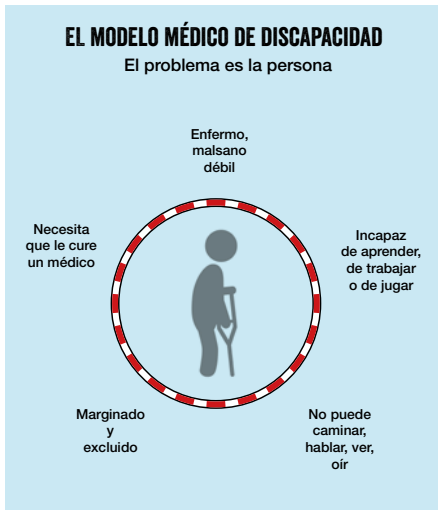 EL MODELO MÉDICO DE DISCAPACIDAD
El problema es la persona
Enfermo,
malsano
débil
Necesita
que le cure
un médico
Incapaz
de aprender,
de trabajar
o de jugar
Marginado
y
excluido
No puede
caminar,
hablar, ver,
oír